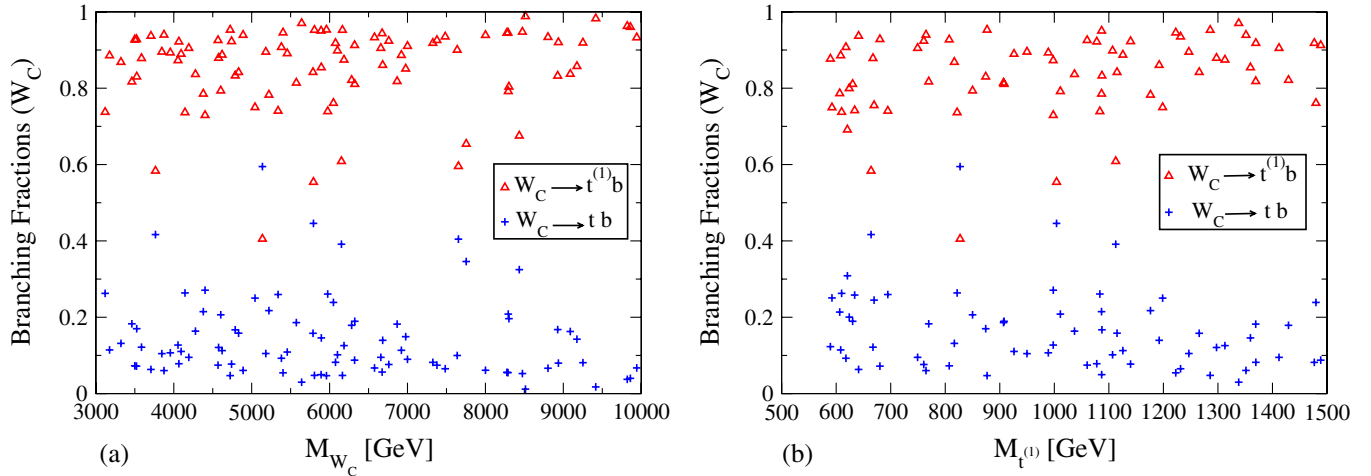 Branching Fractions (W_C)
1
0.8
0.6
0.4
0.2
0
W_C → t^(1) b
W_C → t b
3000 4000 5000 6000 7000 8000 9000 10000
(a) M_W_C [GeV]
Branching Fractions (W_C)
1
0.8
0.6
0.4
0.2
0
W_C → t^(1) b
W_C → t b
500 600 700 800 900 1000 1100 1200 1300 1400 1500
(b) M_t^(1) [GeV]